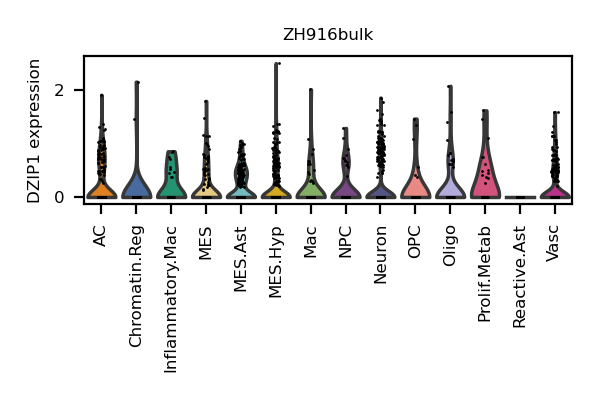 ZH916bulk
DZIP1 expression
2
0
AC
Chromatin.Reg
Inflammatory.Mac
MES
MES.Ast
MES.Hyp
Mac
NPC
Neuron
OPC
Oligo
Prolif.Metab
Reactive.Ast
Vasc